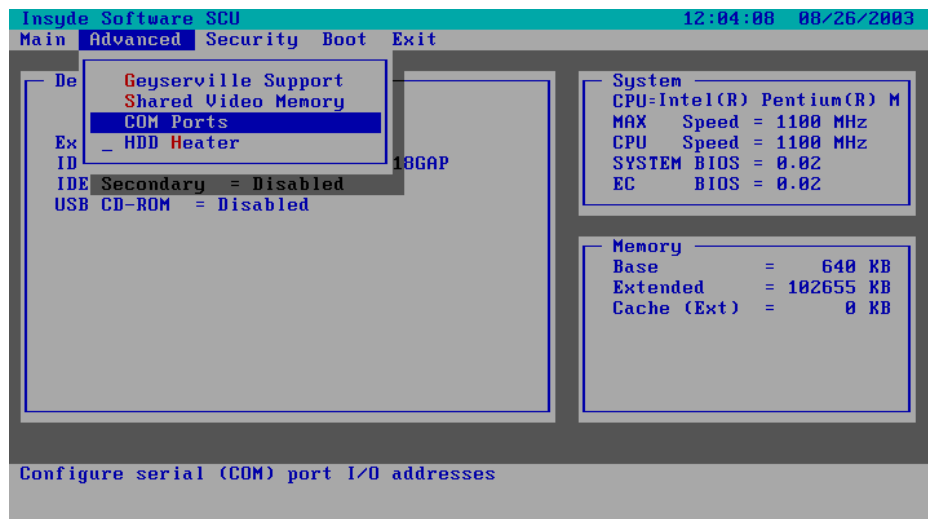 Insyde Software SCU 12:04:08 08/26/2003
Main Advanced Security Boot Exit
De
Geyserville Support
Shared Video Memory
COM Ports
_ HDD Heater
Ex
ID 18GAP
IDE Secondary = Disabled
USB CD-ROM = Disabled
System
CPU=Intel(R) Pentium(R) M
MAX Speed = 1100 MHz
CPU Speed = 1100 MHz
SYSTEM BIOS = 0.02
EC BIOS = 0.02
Memory
Base = 640 KB
Extended = 102655 KB
Cache (Ext) = 0 KB
Configure serial (COM) port I/O addresses